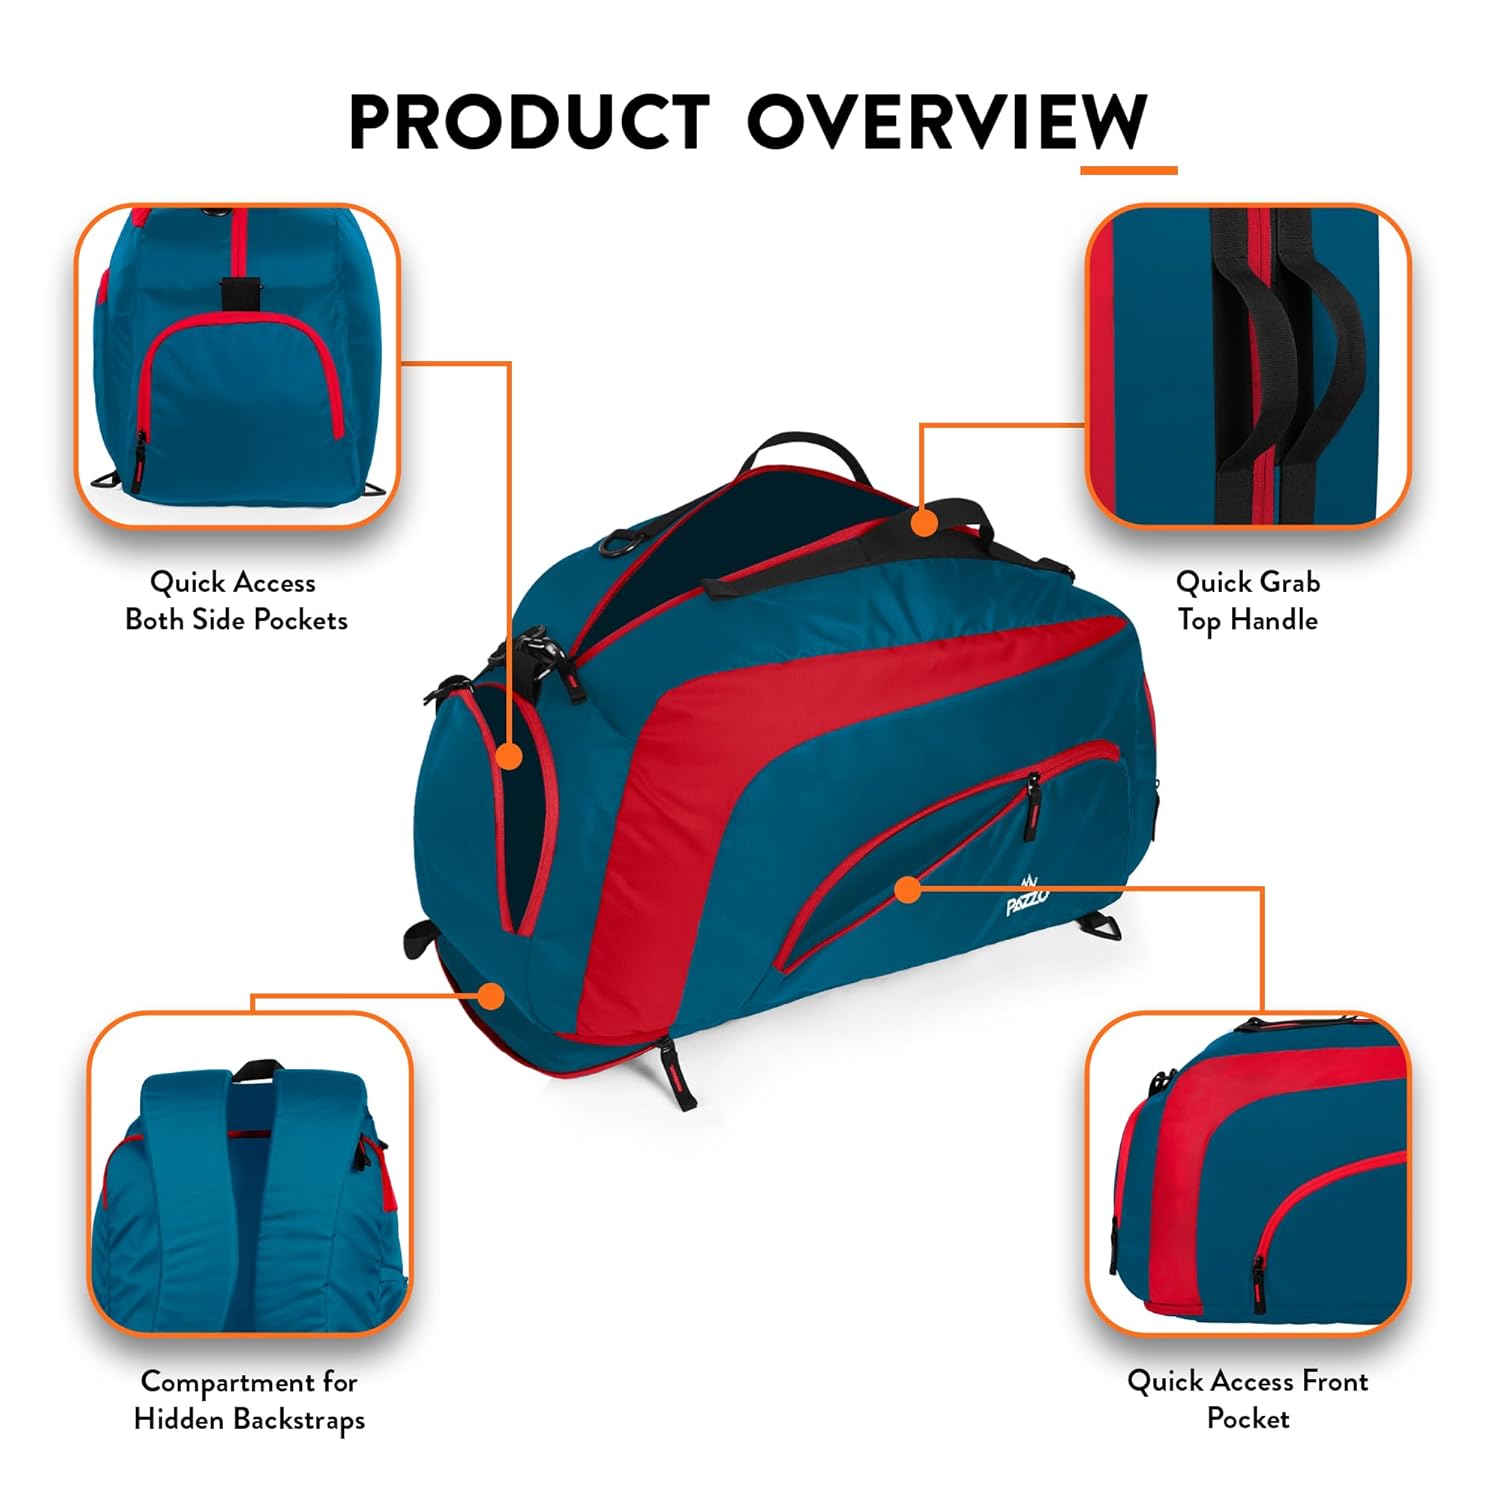 PRODUCT OVERVIEW
Quick Access
Both Side Pockets
Quick Grab
Top Handle
PAZZO
Compartment for
Hidden Backstraps
Quick Access Front
Pocket